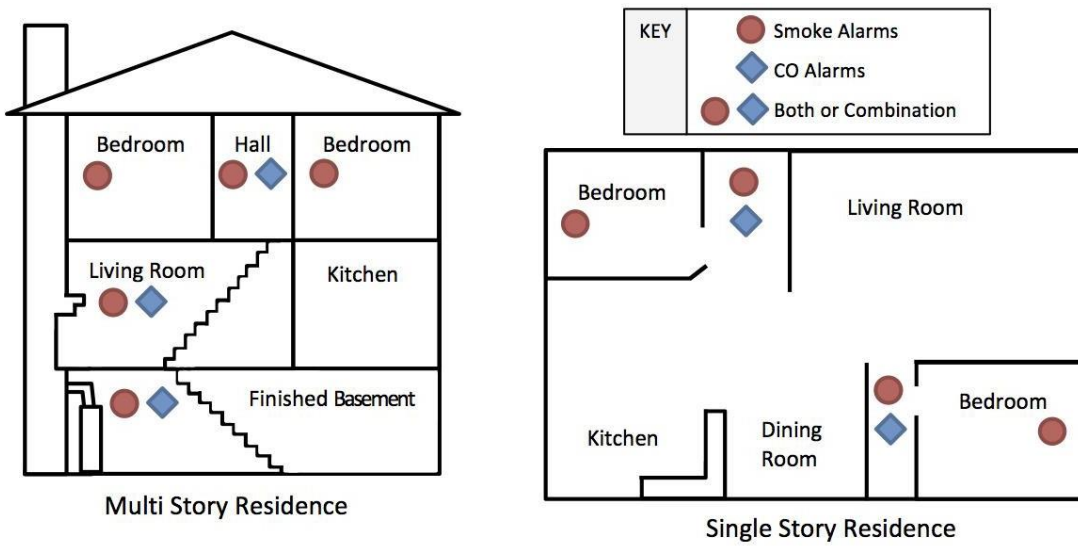 KEY
Smoke Alarms
CO Alarms
Both or Combination
Bedroom
Hall
Bedroom
Living Room
Kitchen
Finished Basement
Multi Story Residence
Bedroom
Living Room
Kitchen
Dining
Room
Bedroom
Single Story Residence